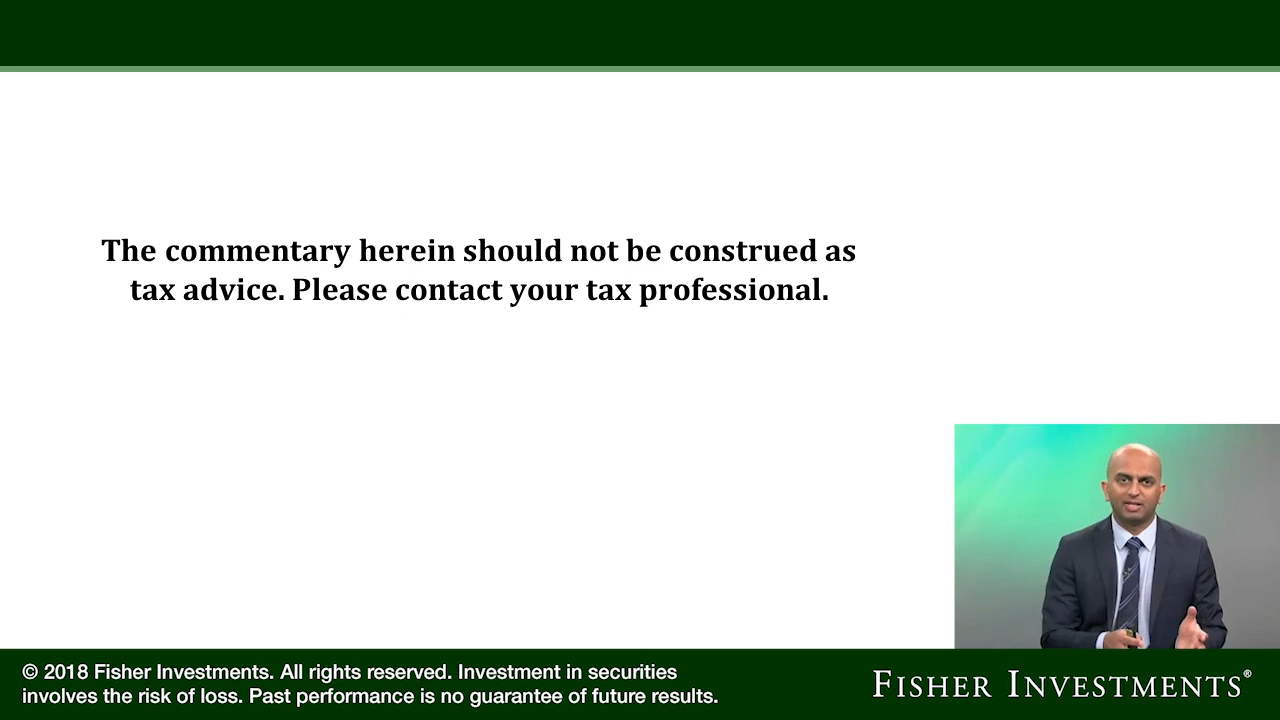 The commentary herein should not be construed as
tax advice. Please contact your tax professional.
© 2018 Fisher Investments. All rights reserved. Investment in securities
involves the risk of loss. Past performance is no guarantee of future results.
FISHER INVESTMENTS®